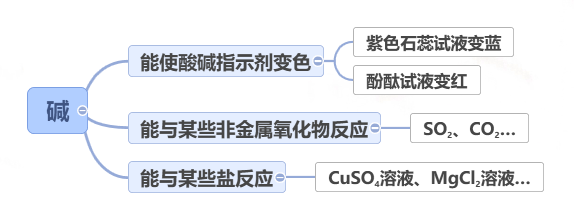 碱
能使酸碱指示剂变色
紫色石蕊试液变蓝
酚酞试液变红
能与某些非金属氧化物反应
SO₂、CO₂...
能与某些盐反应
CuSO₄溶液、MgCl₂溶液...